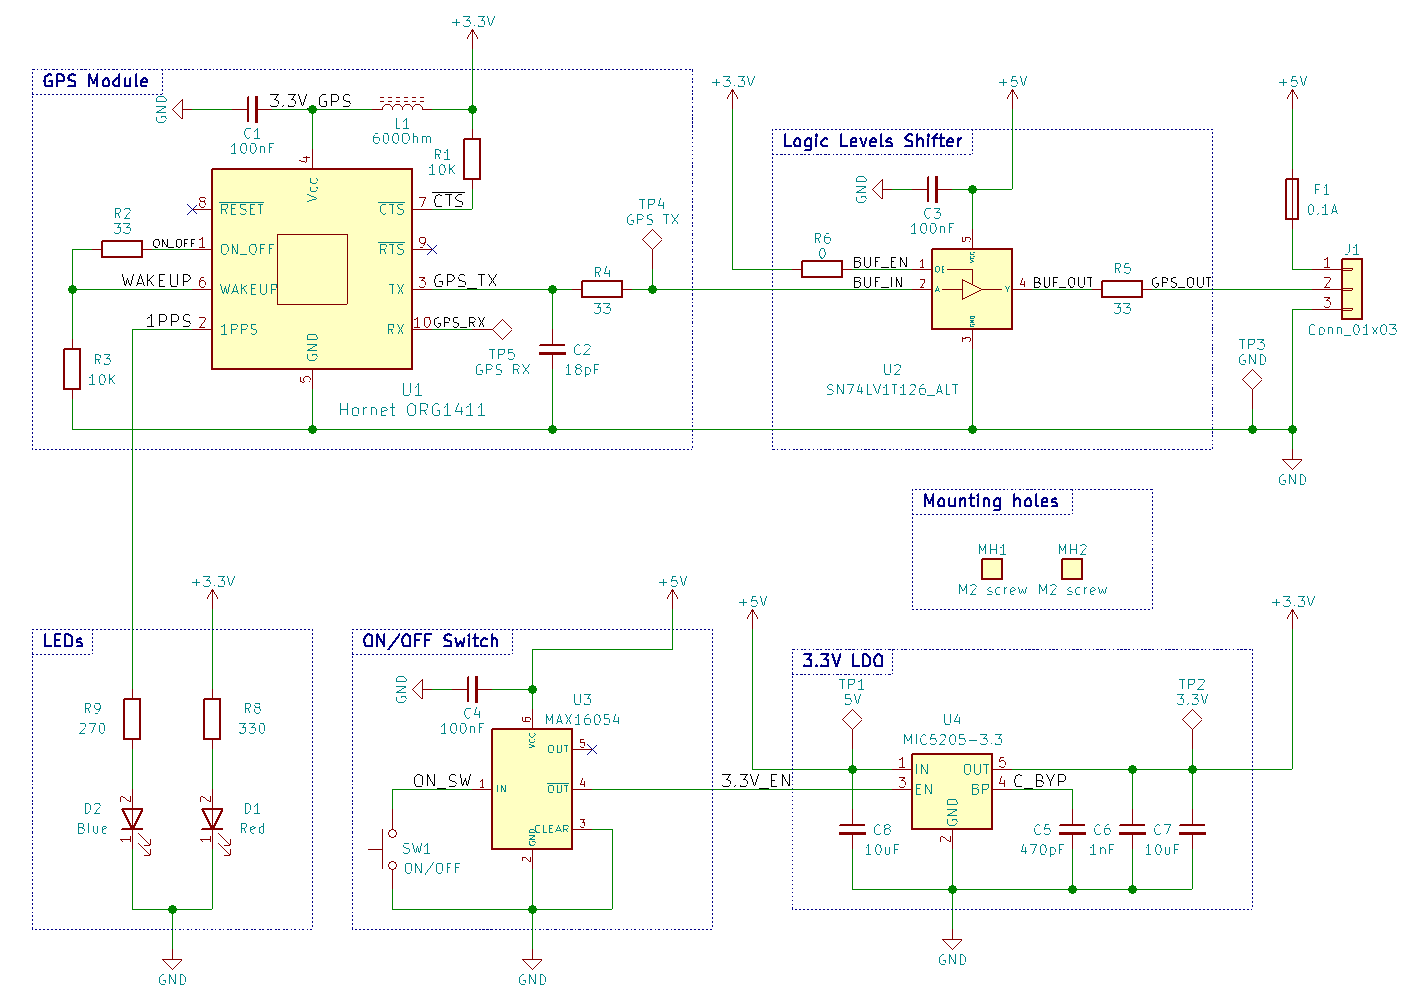 +3.3V
GPS Module
GND
C1
100nF
3.3V_GPS
L1
600Ohm
R1
10K
4
Vcc
8
RESET
7
CTS
CTS
R2
33
ON_OFF
1
ON_OFF
9
RTS
WAKEUP
6
WAKEUP
3
TX
GPS_TX
1PPS
2
1PPS
10
RX
GPS_RX
TP5
GPS RX
R3
10K
GND
5
U1
Hornet ORG1411
C2
18pF
R4
33
TP4
GPS TX
+3.3V
+5V
+5V
Logic Levels Shifter
GND
C3
100nF
R6
0
BUF_EN
BUF_IN
1
2
OE
A
5
VCC
Y
4
GND
3
BUF_OUT
R5
33
GPS_OUT
U2
SN74LV1T126_ALT
F1
0.1A
J1
1
2
3
Conn_01x03
TP3
GND
GND
Mounting holes
MH1
M2 screw
MH2
M2 screw
+3.3V
LEDs
R9
270
R8
330
D2
Blue
2
1
D1
Red
2
1
GND
+5V
ON/OFF Switch
GND
C4
100nF
U3
MAX16054
6
VCC
OUT
5
ON_SW
1
IN
OUT
4
CLEAR
3
GND
2
SW1
ON/OFF
GND
3.3V_EN
+5V
+3.3V
3.3V LDO
TP1
5V
TP2
3.3V
U4
MIC5205-3.3
1
IN
OUT
5
3
EN
BP
4
C_BYP
GND
2
C8
10uF
C5
470pF
C6
1nF
C7
10uF
GND